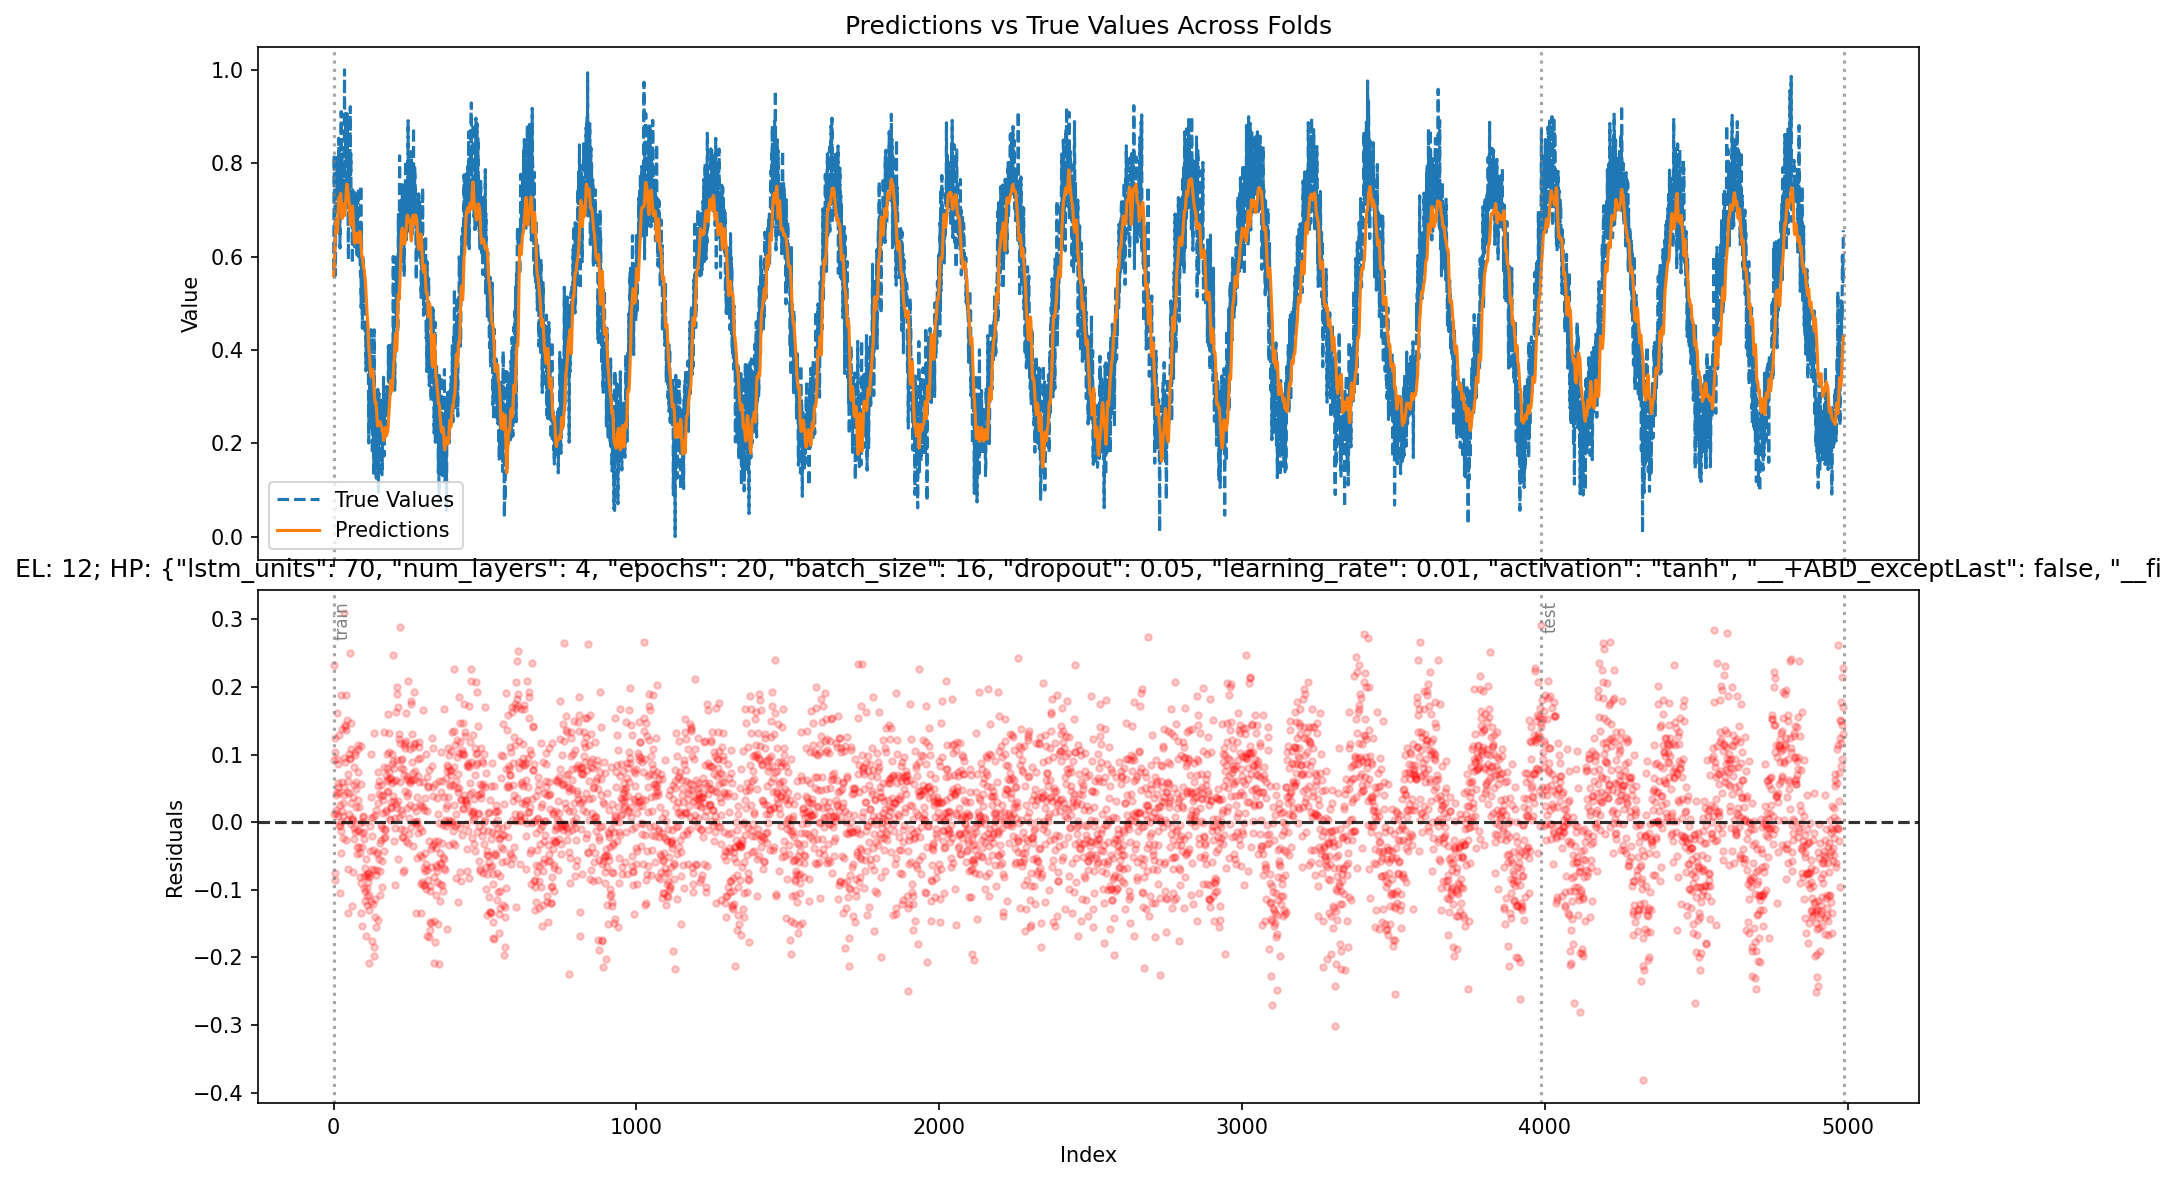 Predictions vs True Values Across Folds
1.0
0.8
0.6
0.4
0.2
0.0
Value
True Values
Predictions
EL: 12; HP: {"lstm_units": 70, "num_layers": 4, "epochs": 20, "batch_size": 16, "dropout": 0.05, "learning_rate": 0.01, "activation": "tanh", "__+ABD_exceptLast": false, "__fi
0.3
0.2
0.1
0.0
−0.1
−0.2
−0.3
−0.4
Residuals
train
test
0
1000
2000
3000
4000
5000
Index